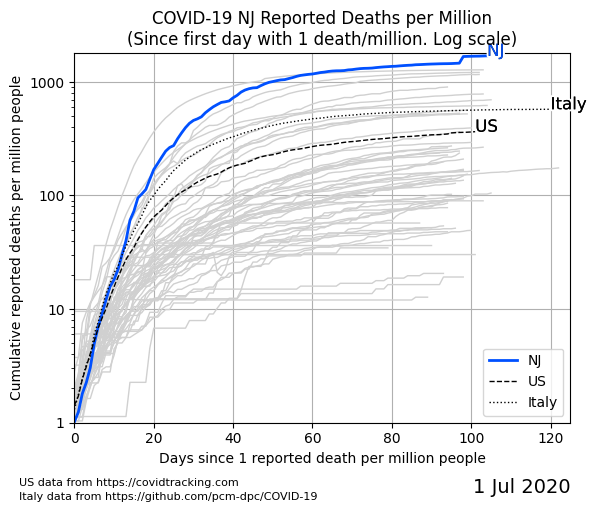 COVID-19 NJ Reported Deaths per Million
(Since first day with 1 death/million. Log scale)
NJ
1000
Italy
US
Cumulative reported deaths per million people
100
10
NJ
US
Italy
1
0 20 40 60 80 100 120
Days since 1 reported death per million people
US data from https://covidtracking.com
Italy data from https://github.com/pcm-dpc/COVID-19
1 Jul 2020